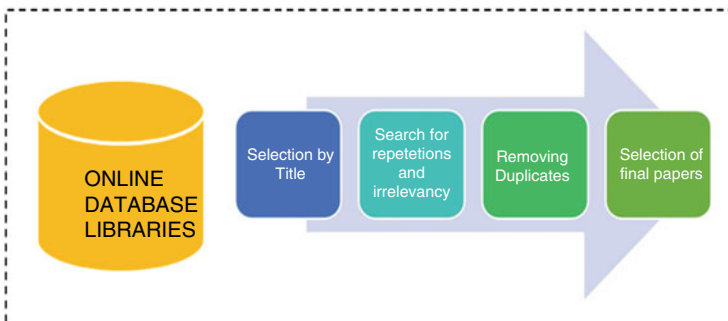 ONLINE
DATABASE
LIBRARIES
Selection by
Title
Search for
repetetions
and
irrelevancy
Removing
Duplicates
Selection of
final papers